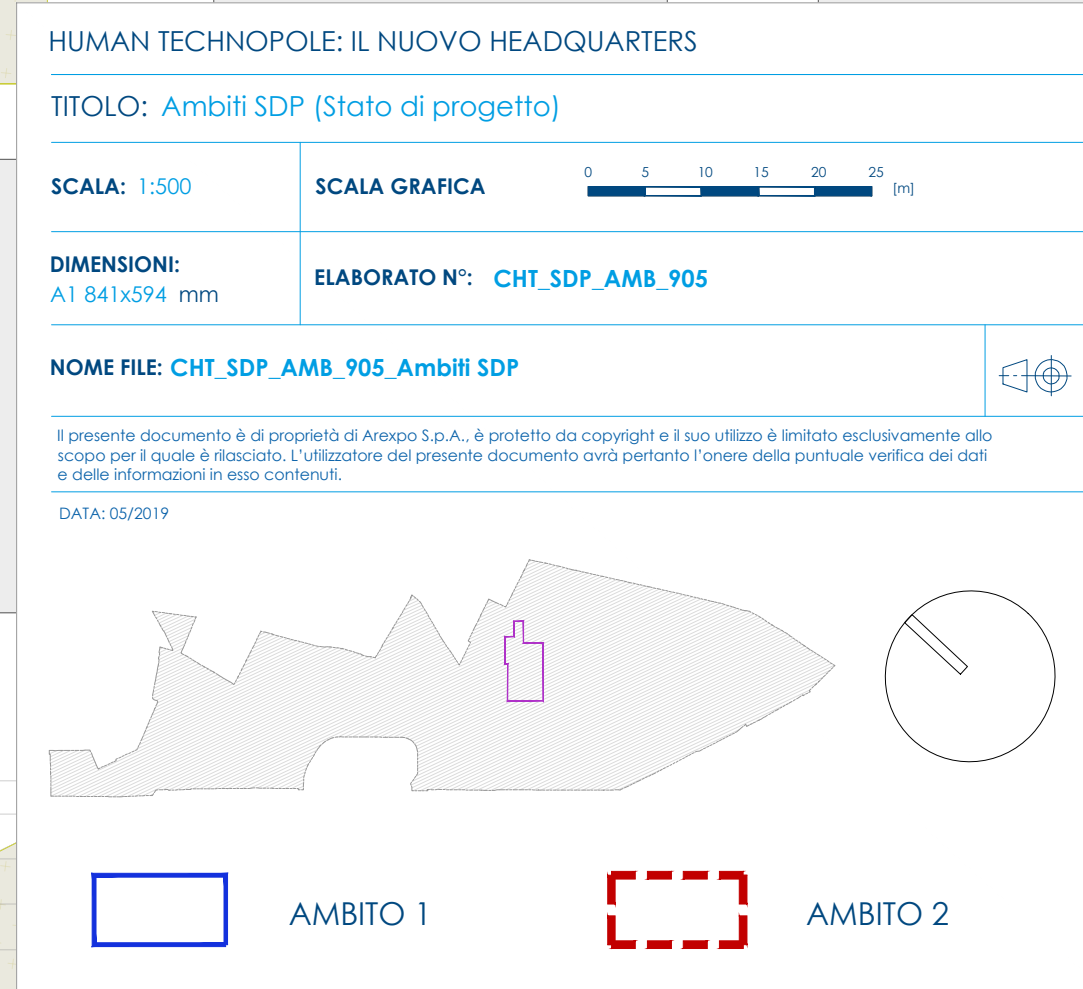 HUMAN TECHNOPOLE: IL NUOVO HEADQUARTERS
TITOLO: Ambiti SDP (Stato di progetto)
SCALA: 1:500
SCALA GRAFICA
0 5 10 15 20 25
[m]
DIMENSIONI:
A1 841x594 mm
ELABORATO N°: CHT_SDP_AMB_905
NOME FILE: CHT_SDP_AMB_905_Ambiti SDP
Il presente documento è di proprietà di Arexpo S.p.A., è protetto da copyright e il suo utilizzo è limitato esclusivamente allo
scopo per il quale è rilasciato. L'utilizzatore del presente documento avrà pertanto l'onere della puntuale verifica dei dati
e delle informazioni in esso contenuti.
DATA: 05/2019
AMBITO 1
AMBITO 2